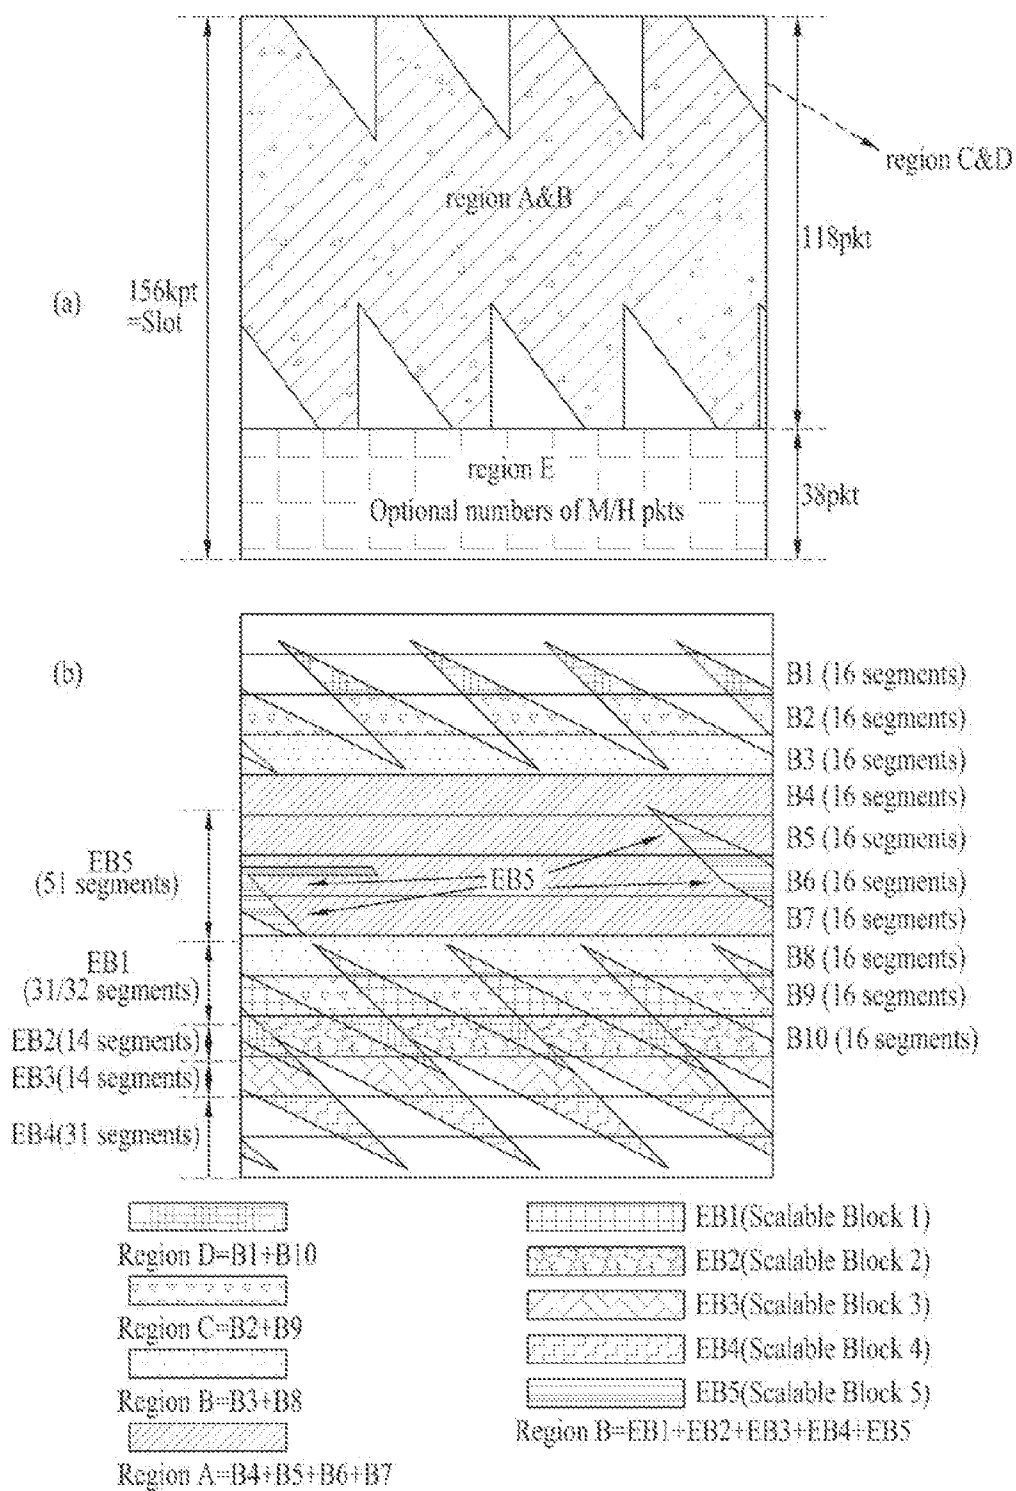 (a)
156kpt
=Slot
region A&B
region C&D
118pkt
region E
Optional numbers of M/H pkts
38pkt
(b)
B1 (16 segments)
B2 (16 segments)
B3 (16 segments)
B4 (16 segments)
B5 (16 segments)
B6 (16 segments)
B7 (16 segments)
B8 (16 segments)
B9 (16 segments)
B10 (16 segments)
EB5
EB5
(51 segments)
EB1
(31/32 segments)
EB2(14 segments)
EB3(14 segments)
EB4(31 segments)
Region D=B1+B10
Region C=B2+B9
Region B=B3+B8
Region A=B4+B5+B6+B7
EB1(Scalable Block 1)
EB2(Scalable Block 2)
EB3(Scalable Block 3)
EB4(Scalable Block 4)
EB5(Scalable Block 5)
Region B=EB1+EB2+EB3+EB4+EB5